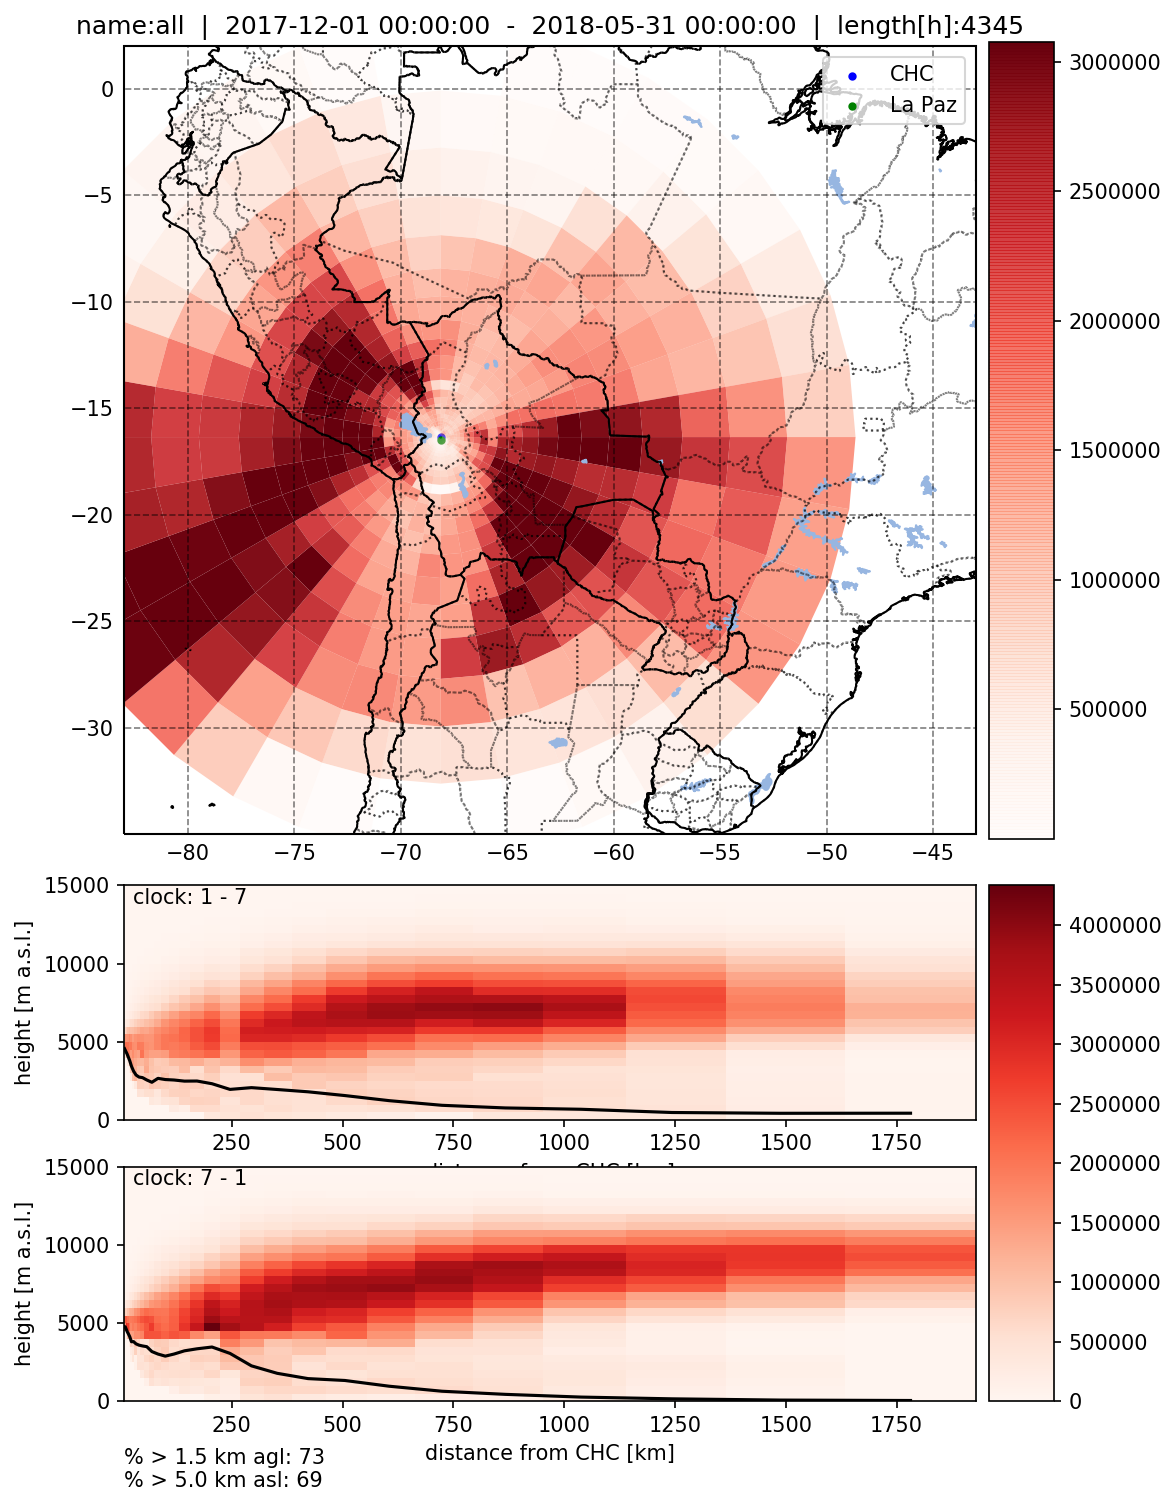 name:all | 2017-12-01 00:00:00 - 2018-05-31 00:00:00 | length[h]:4345
CHC
La Paz
0
−5
−10
−15
−20
−25
−30
−80 −75 −70 −65 −60 −55 −50 −45
3000000
2500000
2000000
1500000
1000000
500000
clock: 1 - 7
height [m a.s.l.]
15000
10000
5000
0
250 500 750 1000 1250 1500 1750
clock: 7 - 1
height [m a.s.l.]
15000
10000
5000
0
250 500 750 1000 1250 1500 1750
distance from CHC [km]
4000000
3500000
3000000
2500000
2000000
1500000
1000000
500000
0
% > 1.5 km agl: 73
% > 5.0 km asl: 69